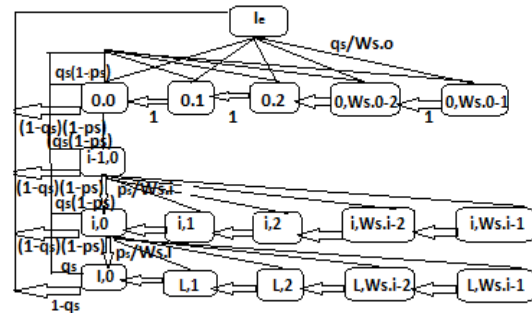 Ie
qs/Ws.o
qs(1-ps)
0.0 0.1 0.2 0,Ws.0-2 0,Ws.0-1
1 1 1
(1-qs)(1-ps)
qs(1-ps)
i-1,0
(1-qs)(1-ps) ps/Ws.i
qs(1-ps)
i,0 i,1 i,2 i,Ws.i-2 i,Ws.i-1
(1-qs)(1-ps) ps/Ws.i
qs
l,0 L,1 L,2 L,Ws.i-2 L,Ws.i-1
1-qs